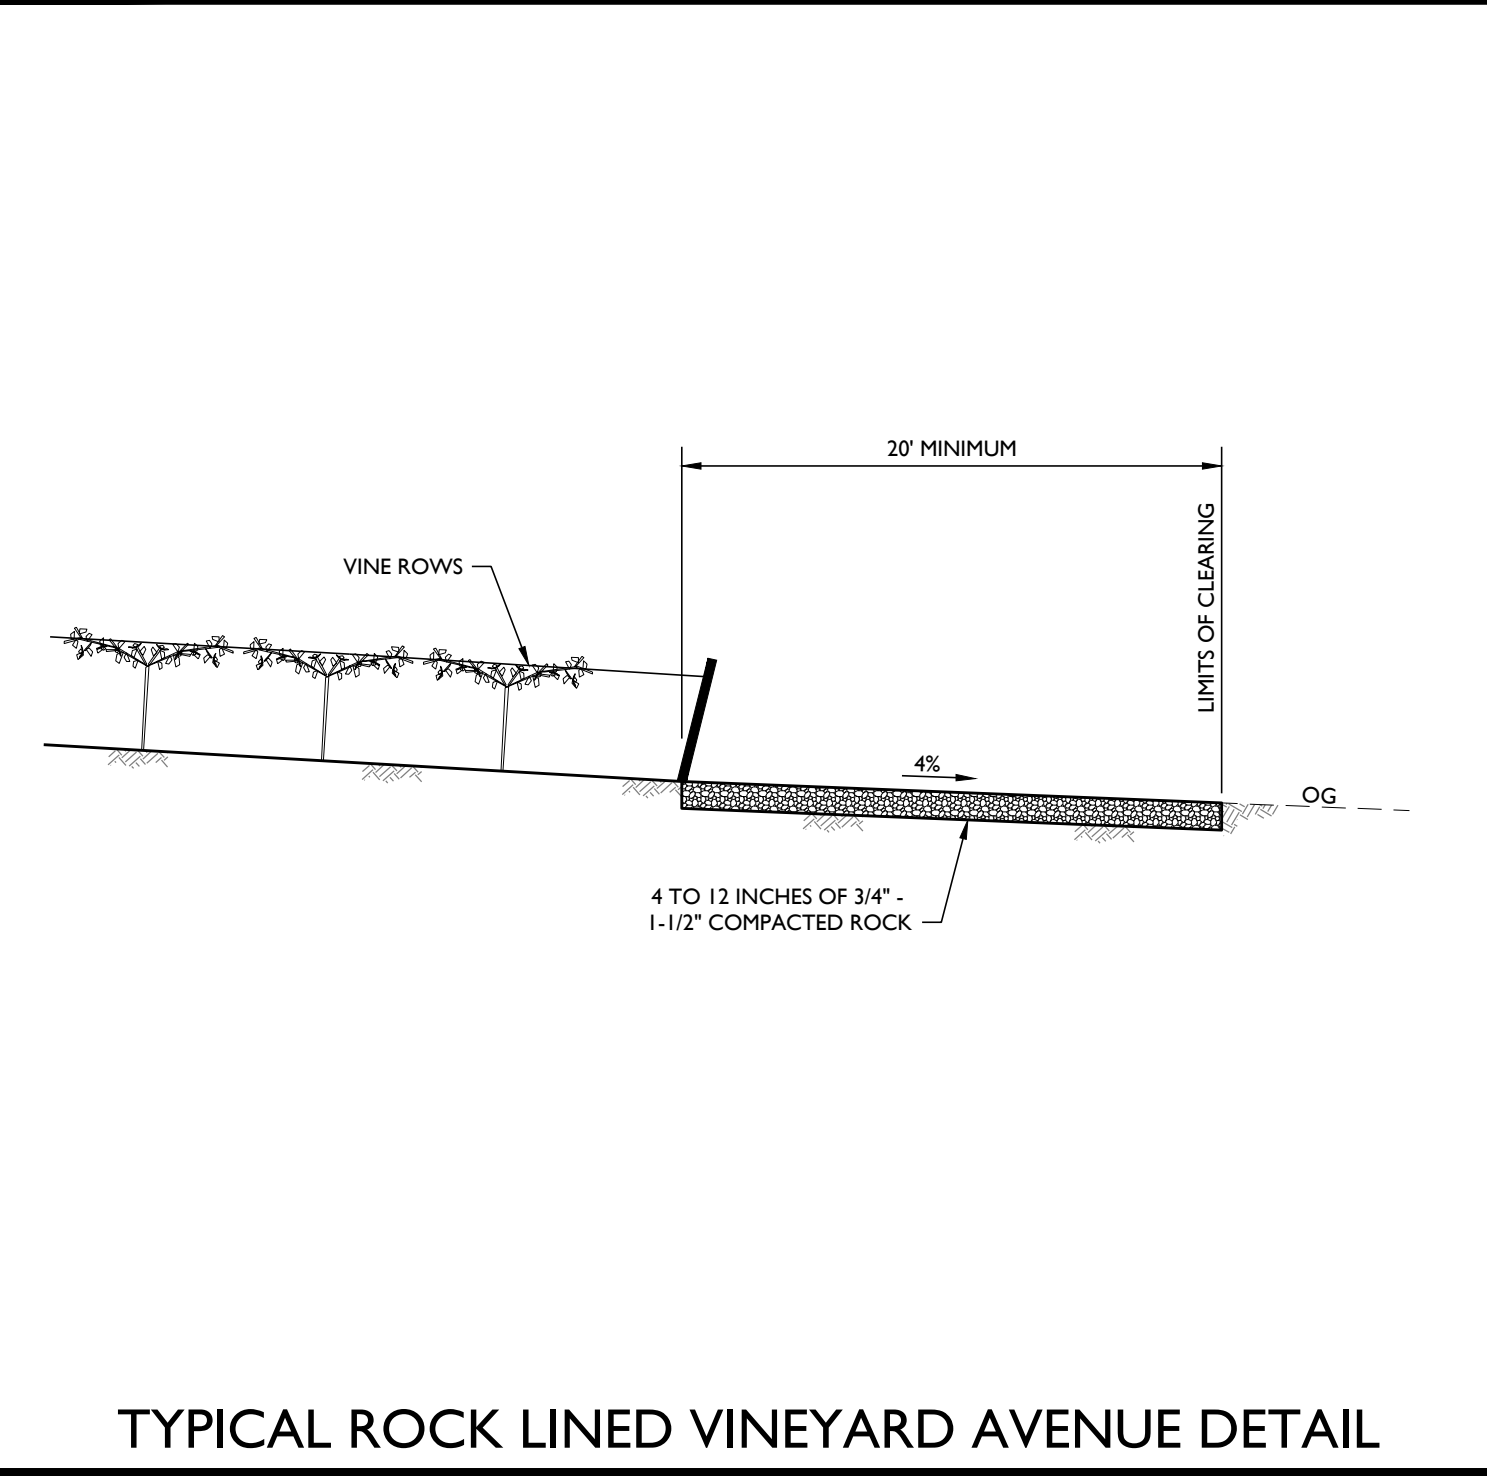 20' MINIMUM
LIMITS OF CLEARING
VINE ROWS
4%
OG
4 TO 12 INCHES OF 3/4" -
1-1/2" COMPACTED ROCK
TYPICAL ROCK LINED VINEYARD AVENUE DETAIL